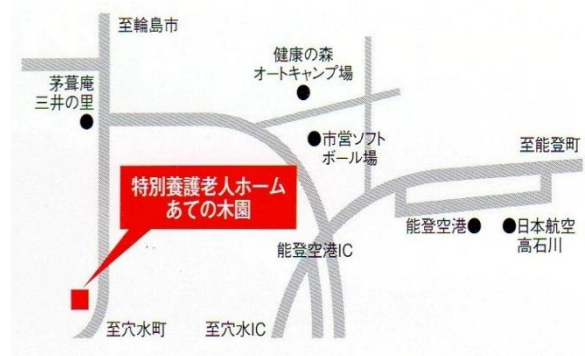 至輪島市
健康の森
オートキャンプ場
茅葺庵
三井の里
市営ソフト
ボール場
至能登町
特別養護老人ホーム
あての木園
能登空港
日本航空
高石川
能登空港IC
至穴水町
至穴水IC